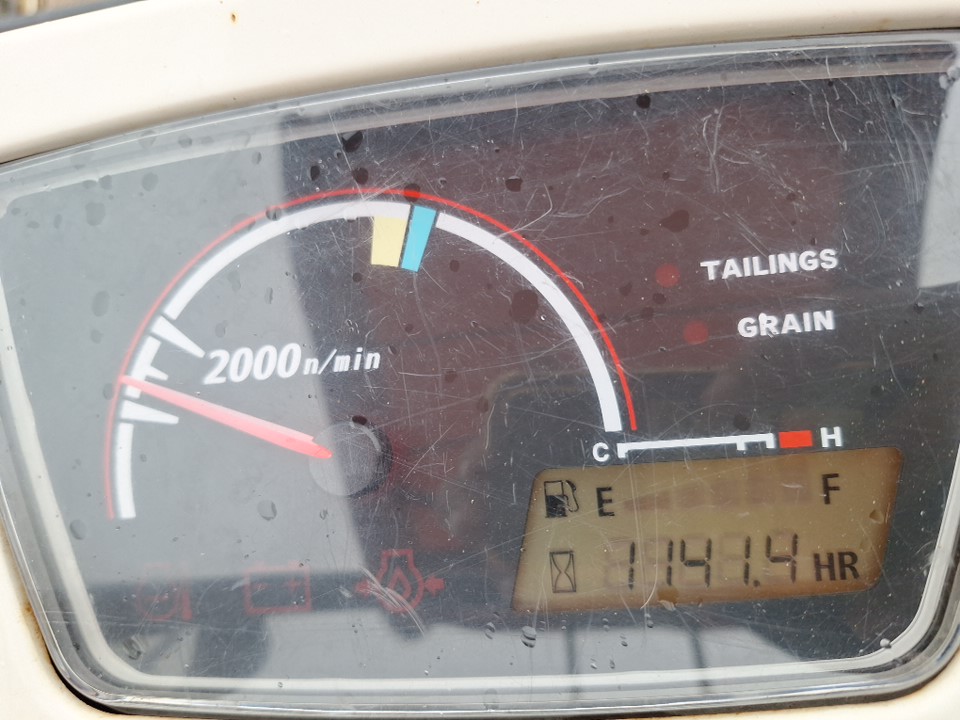 TAILINGS
GRAIN
2000n/min
C H
E F
1141.4 HR